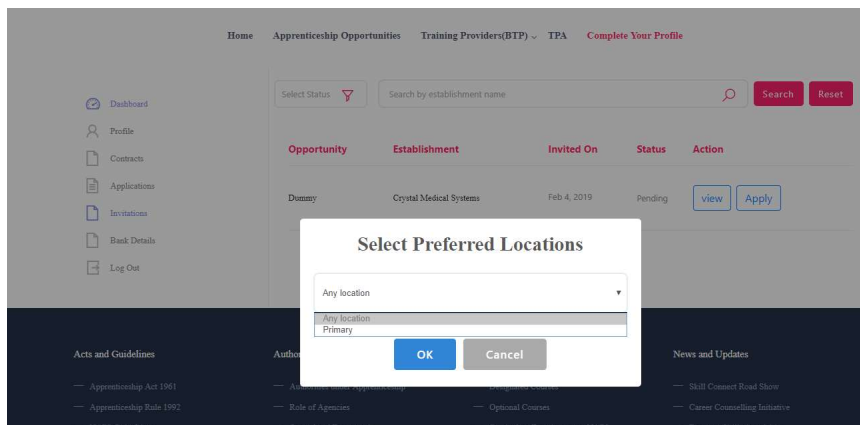 Home Apprenticeship Opportunities Training Providers(BTP) TPA Complete Your Profile
Select Status Search by establishment name Search Reset
Dashboard
Profile
Contracts
Applications
Invitations
Bank Details
Log Out
Opportunity Establishment Invited On Status Action
Dummy Crystal Medical Systems Feb 4, 2019 Pending view Apply
Select Preferred Locations
Any location
Any location
Primary
OK Cancel
Acts and Guidelines News and Updates
Apprenticeship Act 1961 Skill Connect Road Show
Apprenticeship Rule 1992 Role of Agencies Optional Courses Career Counselling Initiative